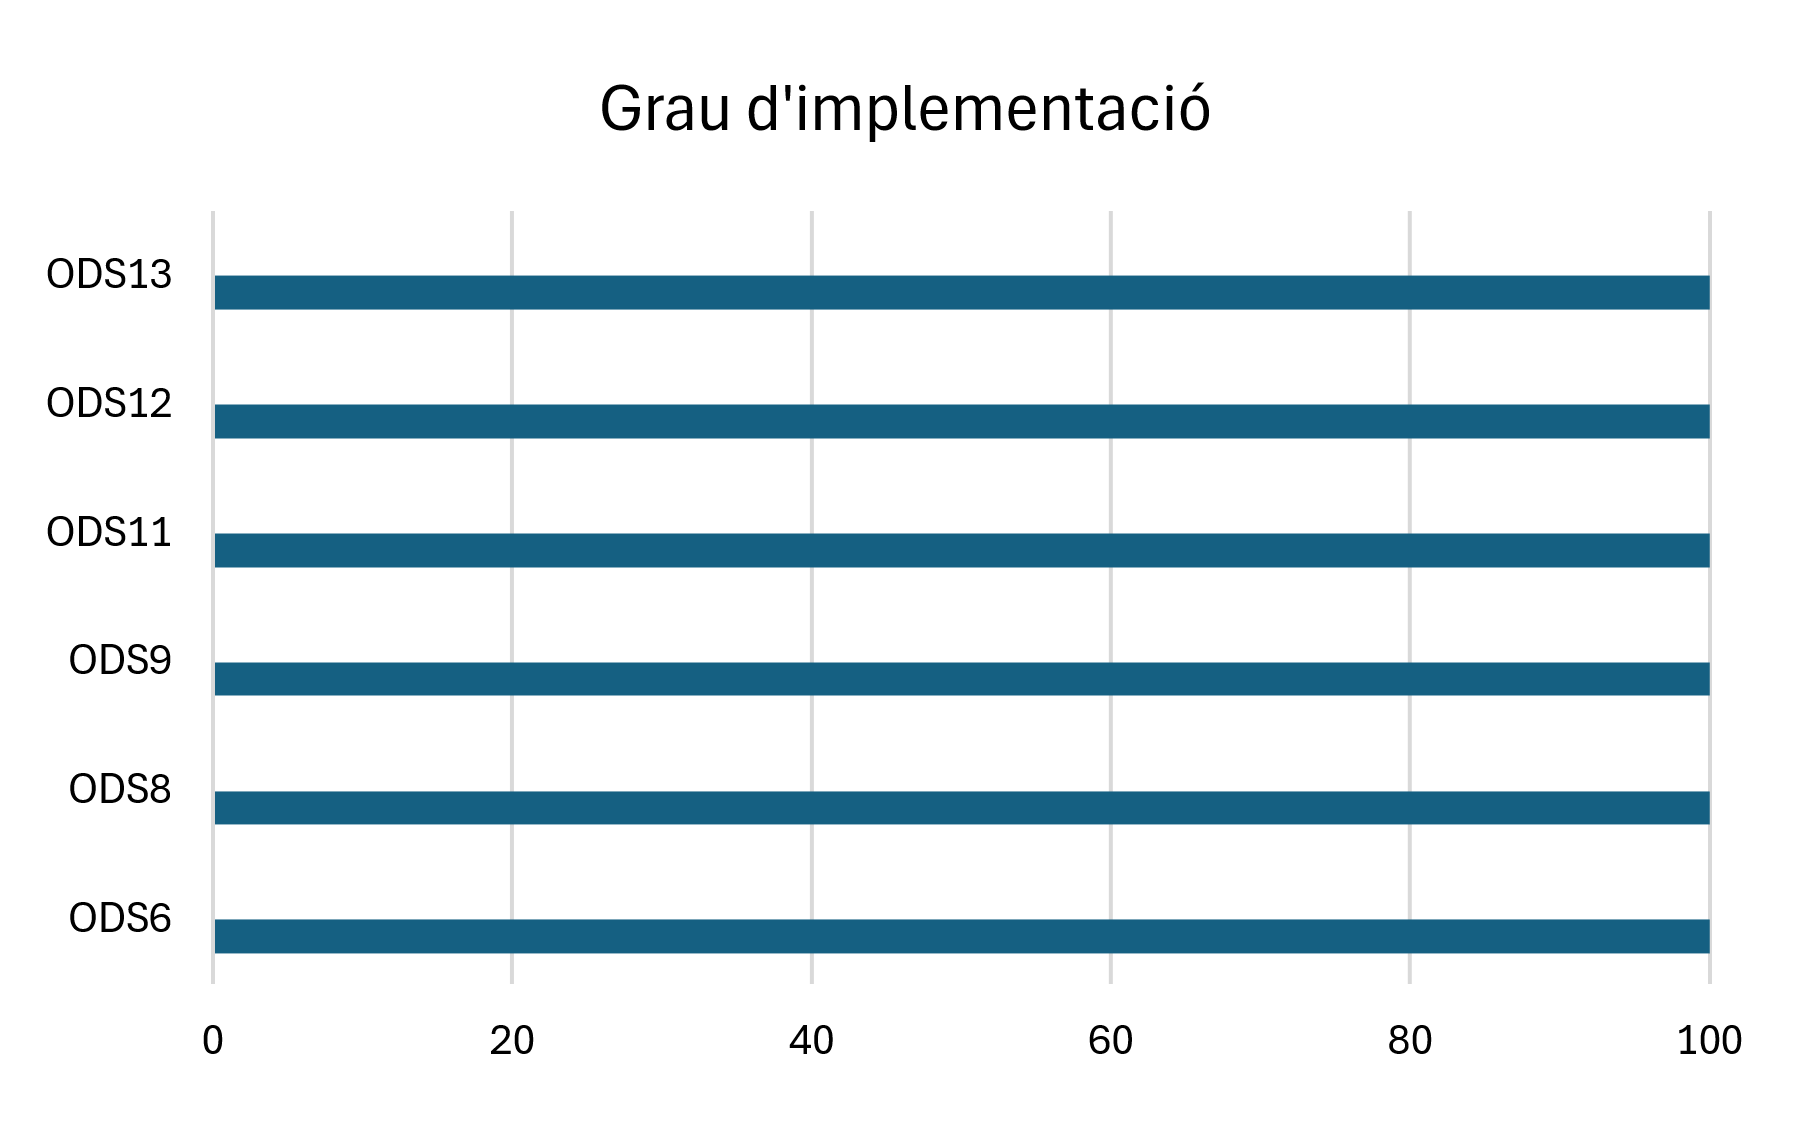 Grau d'implementació
ODS13
ODS12
ODS11
ODS9
ODS8
ODS6
0 20 40 60 80 100